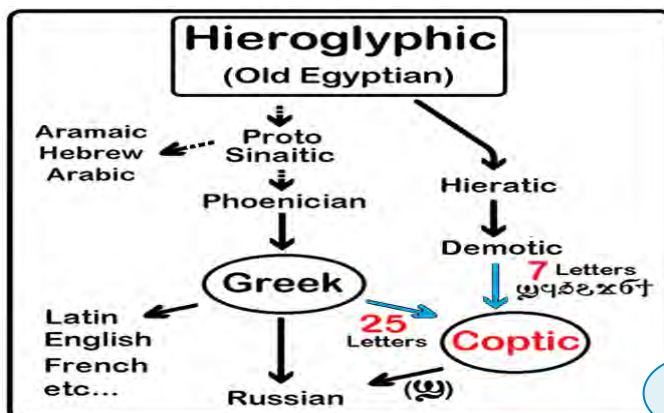 Hieroglyphic
(Old Egyptian)
Aramaic
Hebrew
Arabic
Proto
Sinaitic
Phoenician
Hieratic
Demotic
7 Letters
ϣϥϧϩϫϭϯ
Greek
25
Letters
Coptic
Latin
English
French
etc...
Russian
(ϣ)